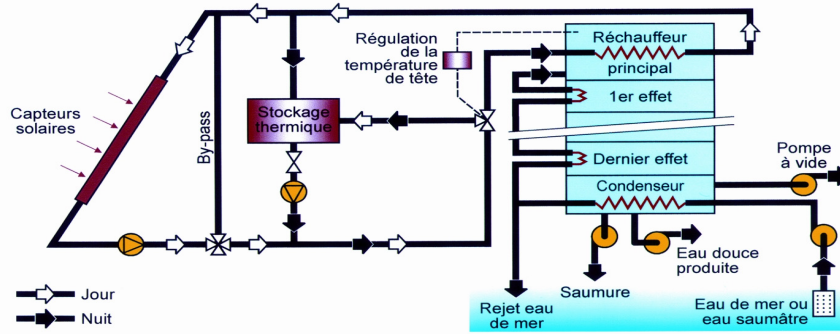 Régulation
de la
température
de tête
Réchauffeur
principal
1er effet
Dernier effet
Condenseur
Pompe
à vide
Capteurs
solaires
Stockage
thermique
By-pass
Eau douce
produite
Saumure
Rejet eau
de mer
Eau de mer ou
eau saumâtre
Jour
Nuit